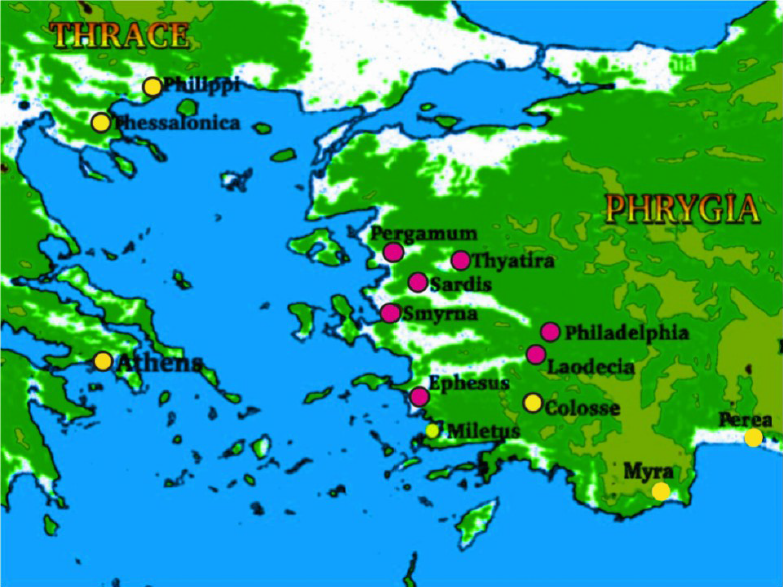 THRACE
Philippi
Thessalonica
PHRYGIA
Pergamum
Thyatira
Sardis
Smyrna
Philadelphia
Athens
Laodecia
Ephesus
Colosse
Perea
Miletus
Myra